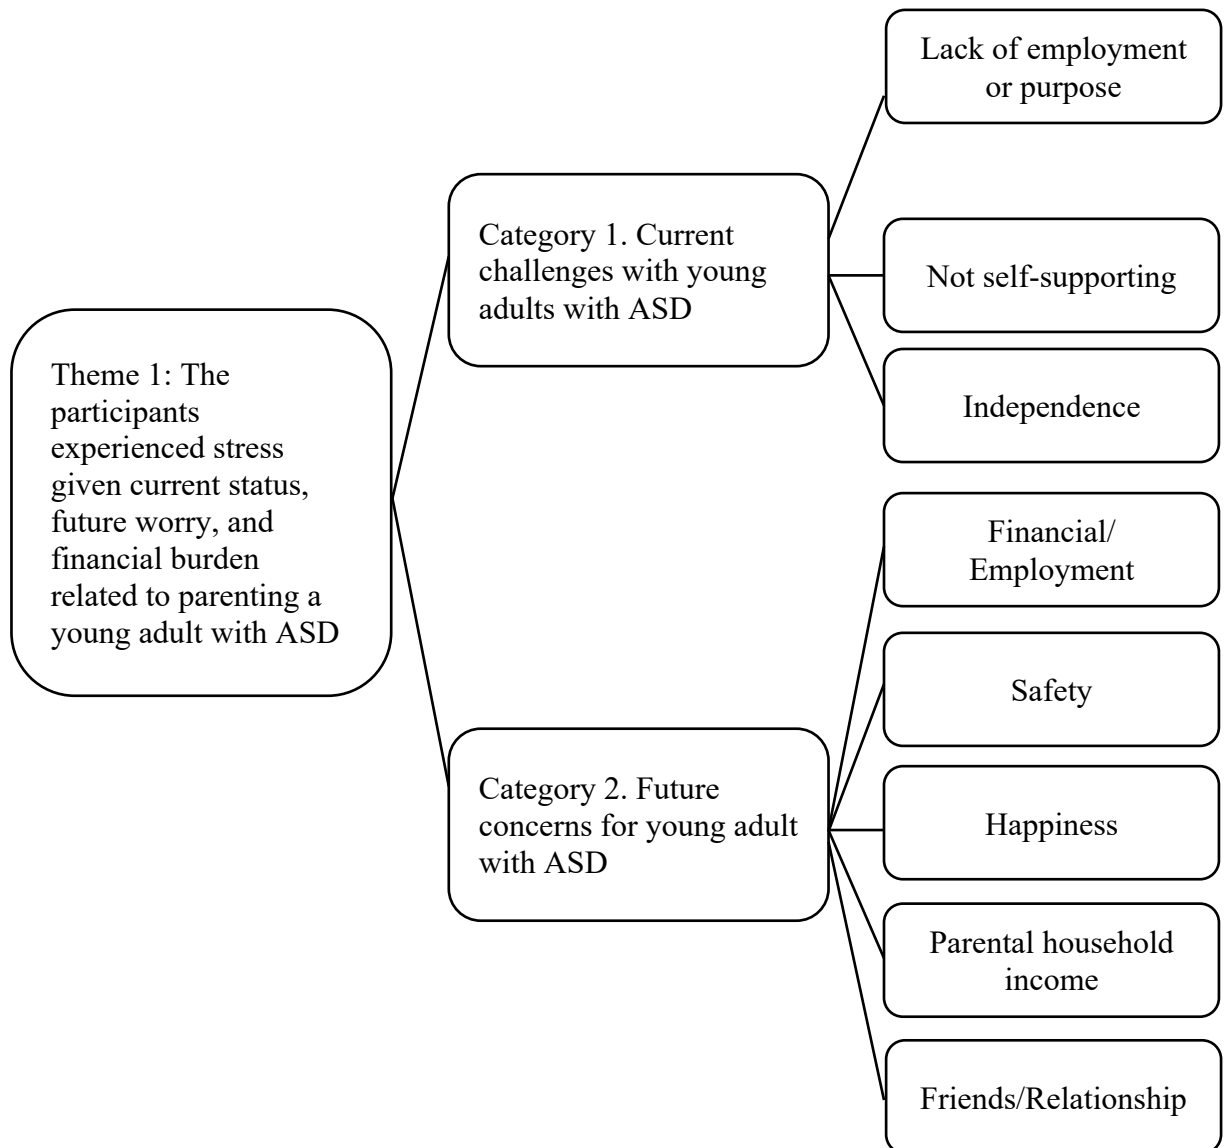 Theme 1: The
participants
experienced stress
given current status,
future worry, and
financial burden
related to parenting a
young adult with ASD
Category 1. Current
challenges with young
adults with ASD
Lack of employment
or purpose
Not self-supporting
Independence
Category 2. Future
concerns for young adult
with ASD
Financial/
Employment
Safety
Happiness
Parental household
income
Friends/Relationship